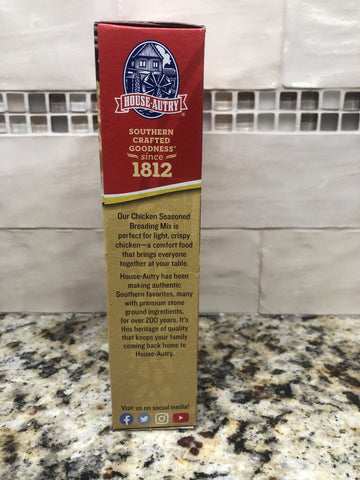 HOUSE-AUTRY
SOUTHERN
CRAFTED
GOODNESS™
since
1812
Our Chicken Seasoned
Breading Mix is
perfect for light, crispy
chicken—a comfort food
that brings everyone
together at your table.
House-Autry has been
making authentic
Southern favorites, many
with premium stone
ground ingredients,
for over 200 years. It's
this heritage of quality
that keeps your family
coming back home to
House-Autry.
Visit us on social media!